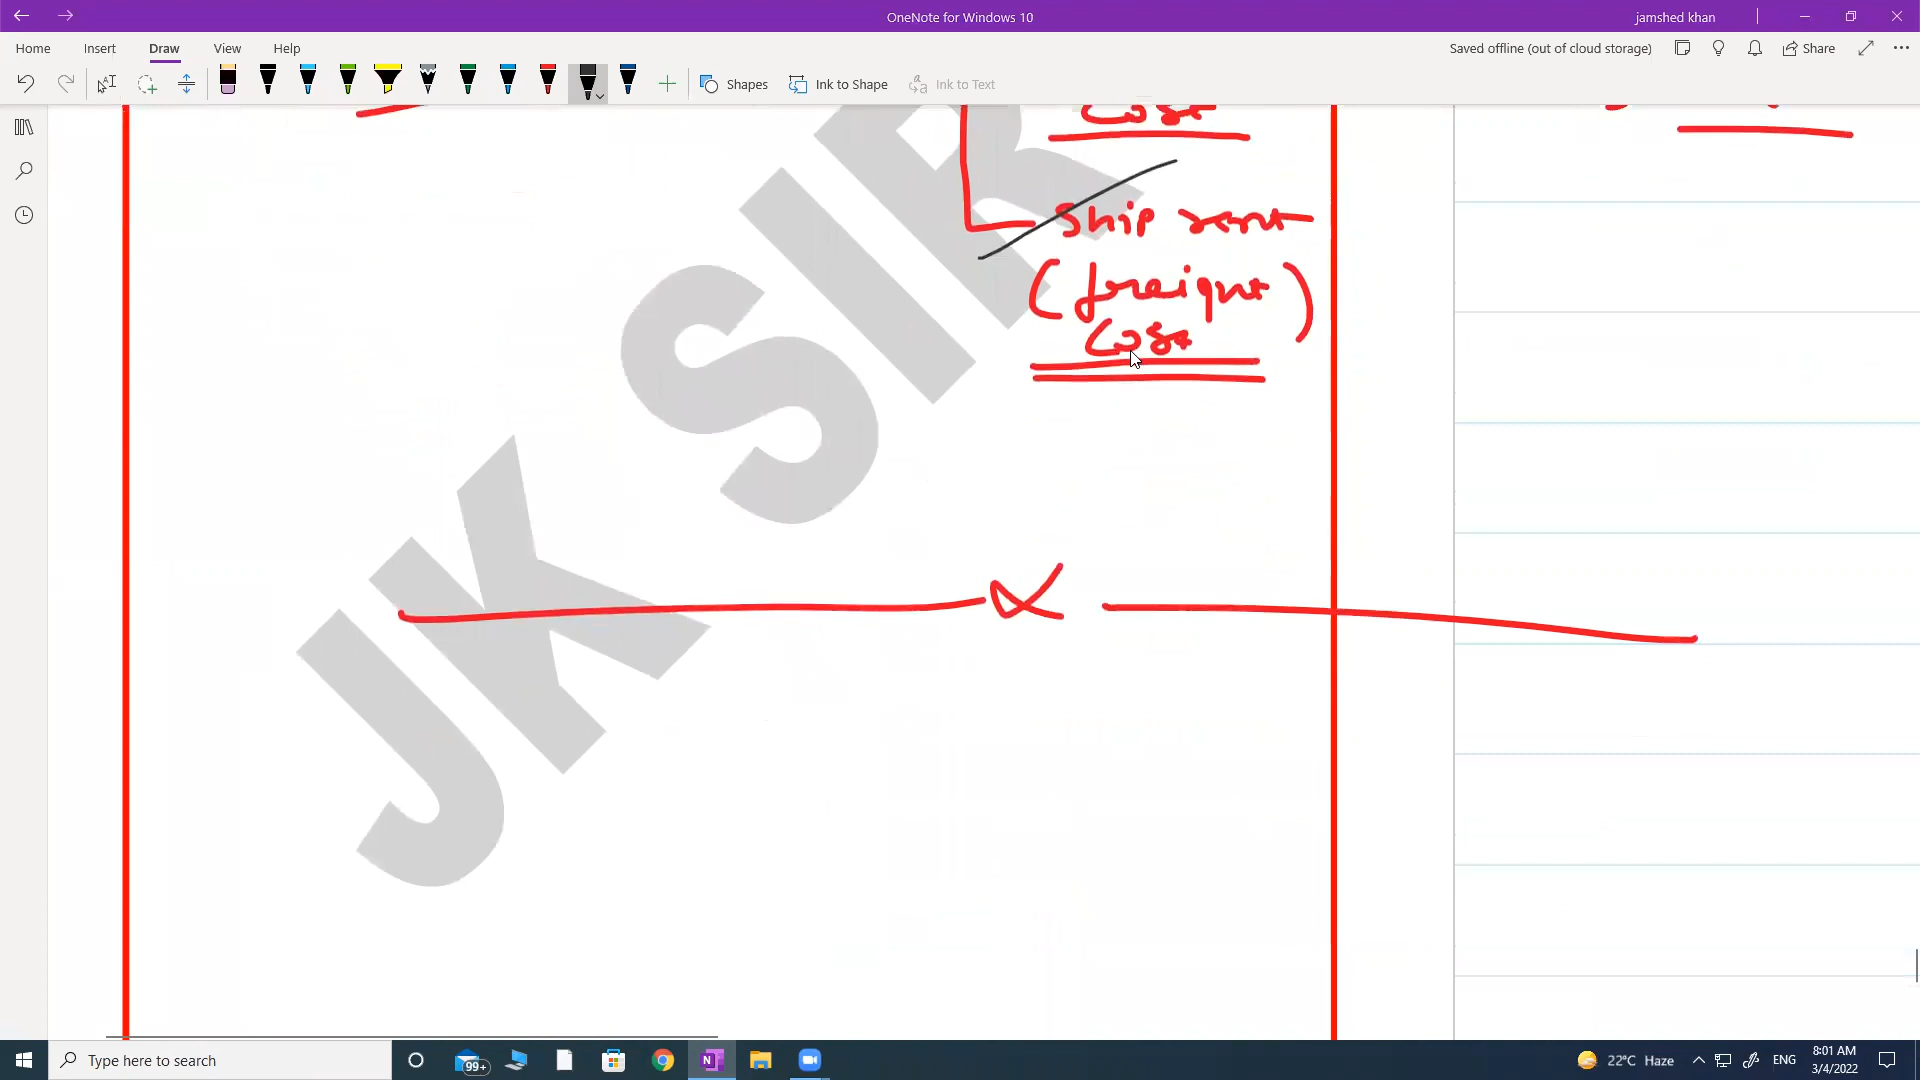 OneNote for Windows 10
jamshed khan
Home Insert Draw View Help
Saved offline (out of cloud storage)
Share
Shapes
Ink to Shape
Ink to Text
Cost
Ship rent
(freight)
Cost
JK SIR
Type here to search
99+
N
22°C Haze
ENG
8:01 AM
3/4/2022